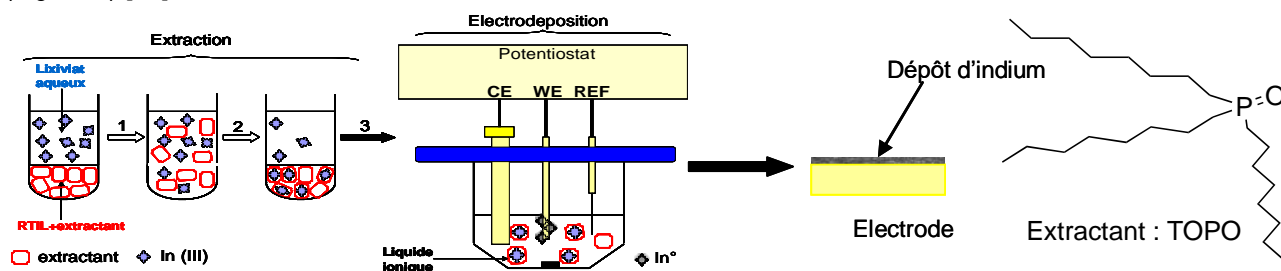 Extraction
Lixiviat
aqueux
1
2
3
RTIL+extractant
extractant
In (III)
Electrodeposition
Potentiostat
CE WE REF
Liquide
ionique
In°
Dépôt d'indium
Electrode
P
O
Extractant : TOPO